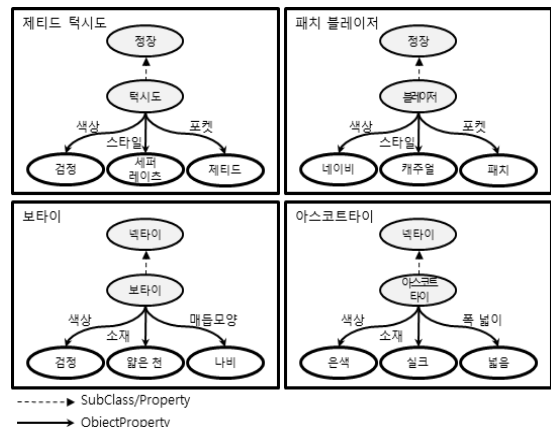 제티드 턱시도
정장
턱시도
색상
스타일
포켓
검정
세퍼
레이츠
제티드
패치 블레이저
정장
블레이저
색상
스타일
포켓
네이비
캐주얼
패치
보타이
넥타이
보타이
색상
소재
매듭모양
검정
얇은 천
나비
아스코트타이
넥타이
아스코트
타이
색상
소재
폭 넓이
은색
실크
넓음
SubClass/Property
ObjectProperty